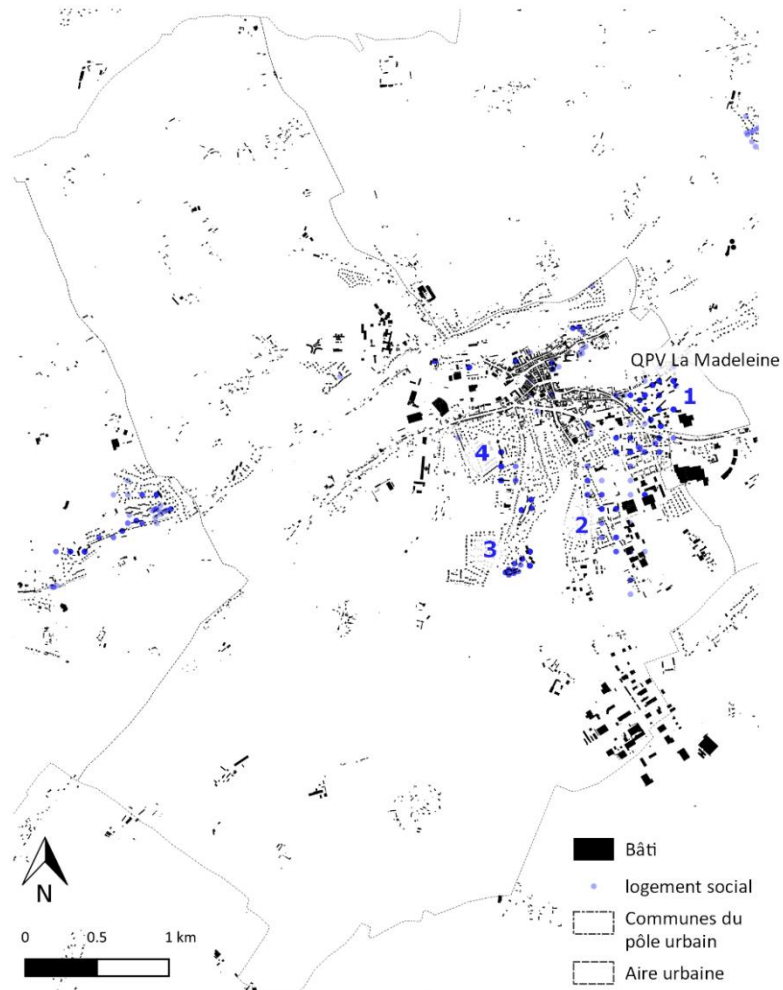 QPV La Madeleine
1
4
2
3
N
0 0.5 1 km
Bâti
logement social
Communes du
pôle urbain
Aire urbaine